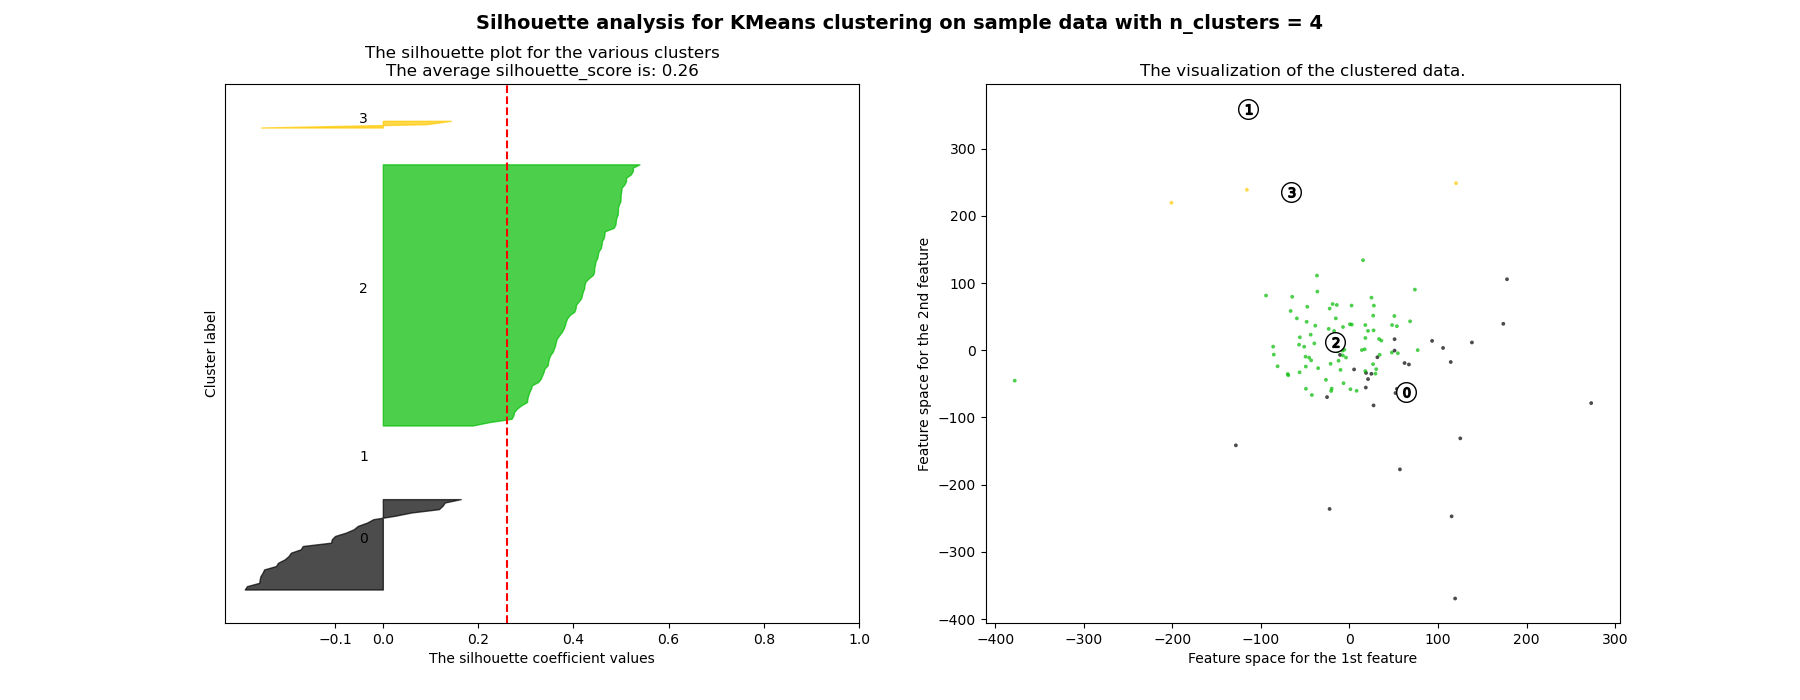 Silhouette analysis for KMeans clustering on sample data with n_clusters = 4
The silhouette plot for the various clusters
The average silhouette_score is: 0.26
Cluster label
3
2
1
0
−0.1 0.0 0.2 0.4 0.6 0.8 1.0
The silhouette coefficient values
The visualization of the clustered data.
Feature space for the 2nd feature
300
200
100
0
−100
−200
−300
−400
1
3
2
0
−400 −300 −200 −100 0 100 200 300
Feature space for the 1st feature